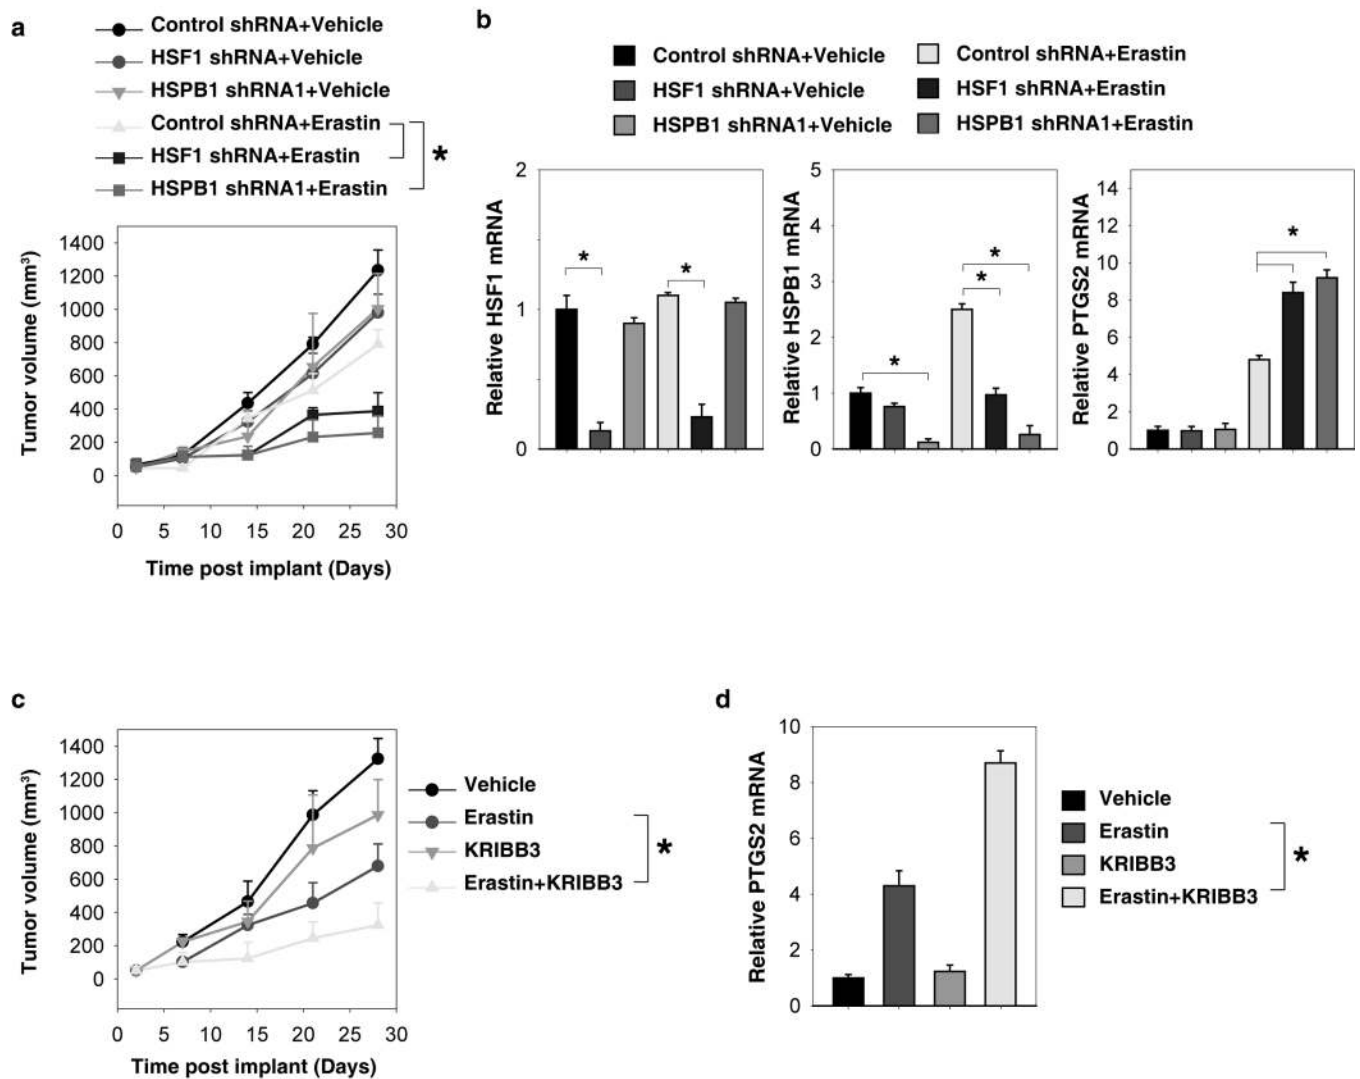 a
Control shRNA+Vehicle
HSF1 shRNA+Vehicle
HSPB1 shRNA1+Vehicle
Control shRNA+Erastin
HSF1 shRNA+Erastin
HSPB1 shRNA1+Erastin
*
Tumor volume (mm³)
1400
1200
1000
800
600
400
200
0
0 5 10 15 20 25 30
Time post implant (Days)
b
Control shRNA+Vehicle
HSF1 shRNA+Vehicle
HSPB1 shRNA1+Vehicle
Control shRNA+Erastin
HSF1 shRNA+Erastin
HSPB1 shRNA1+Erastin
Relative HSF1 mRNA
2
1
0
* *
Relative HSPB1 mRNA
5
4
3
2
1
0
* * *
Relative PTGS2 mRNA
14
12
10
8
6
4
2
0
*
c
Tumor volume (mm³)
1400
1200
1000
800
600
400
200
0
0 5 10 15 20 25 30
Time post implant (Days)
Vehicle
Erastin
KRIBB3
Erastin+KRIBB3
*
d
Relative PTGS2 mRNA
10
8
6
4
2
0
Vehicle
Erastin
KRIBB3
Erastin+KRIBB3
*